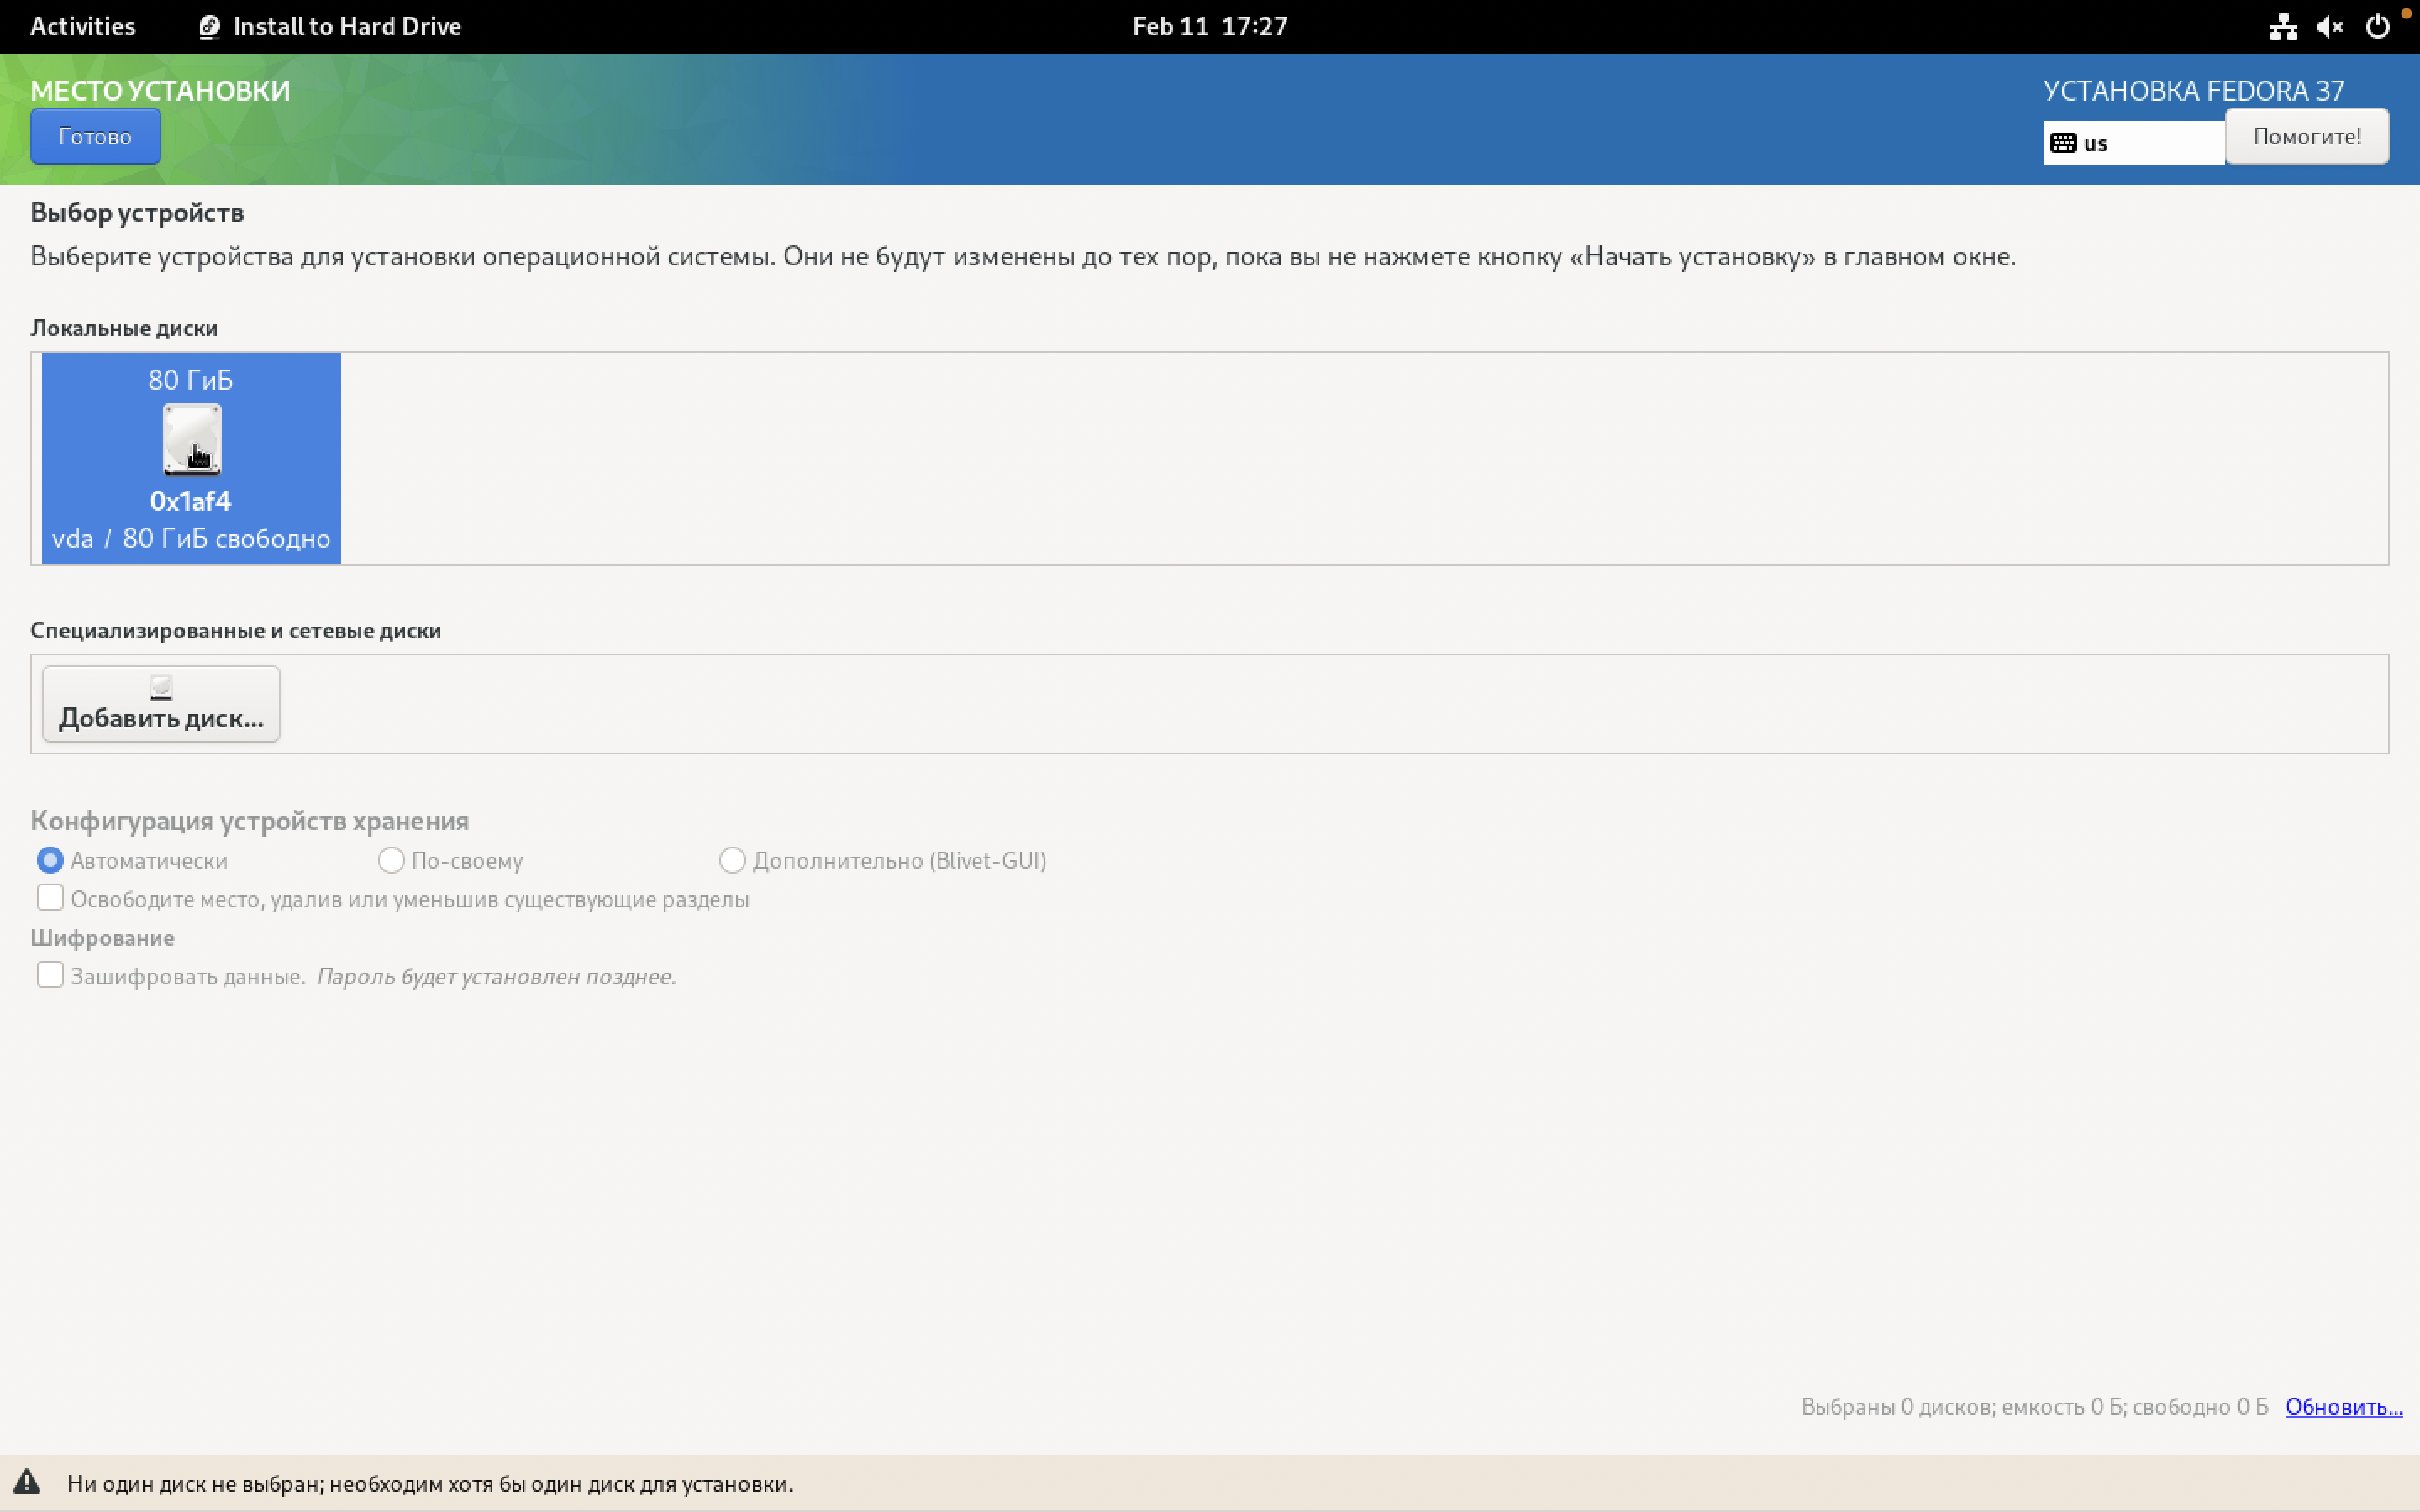 Activities Install to Hard Drive Feb 11 17:27
МЕСТО УСТАНОВКИ
УСТАНОВКА FEDORA 37
Готово
us
Помогите!
Выбор устройств
Выберите устройства для установки операционной системы. Они не будут изменены до тех пор, пока вы не нажмете кнопку «Начать установку» в главном окне.
Локальные диски
80 ГиБ
0x1af4
vda / 80 ГиБ свободно
Специализированные и сетевые диски
Добавить диск...
Конфигурация устройств хранения
Автоматически По-своему Дополнительно (Blivet-GUI)
Освободите место, удалив или уменьшив существующие разделы
Шифрование
Зашифровать данные. Пароль будет установлен позднее.
Выбраны 0 дисков; емкость 0 Б; свободно 0 Б Обновить...
Ни один диск не выбран; необходим хотя бы один диск для установки.